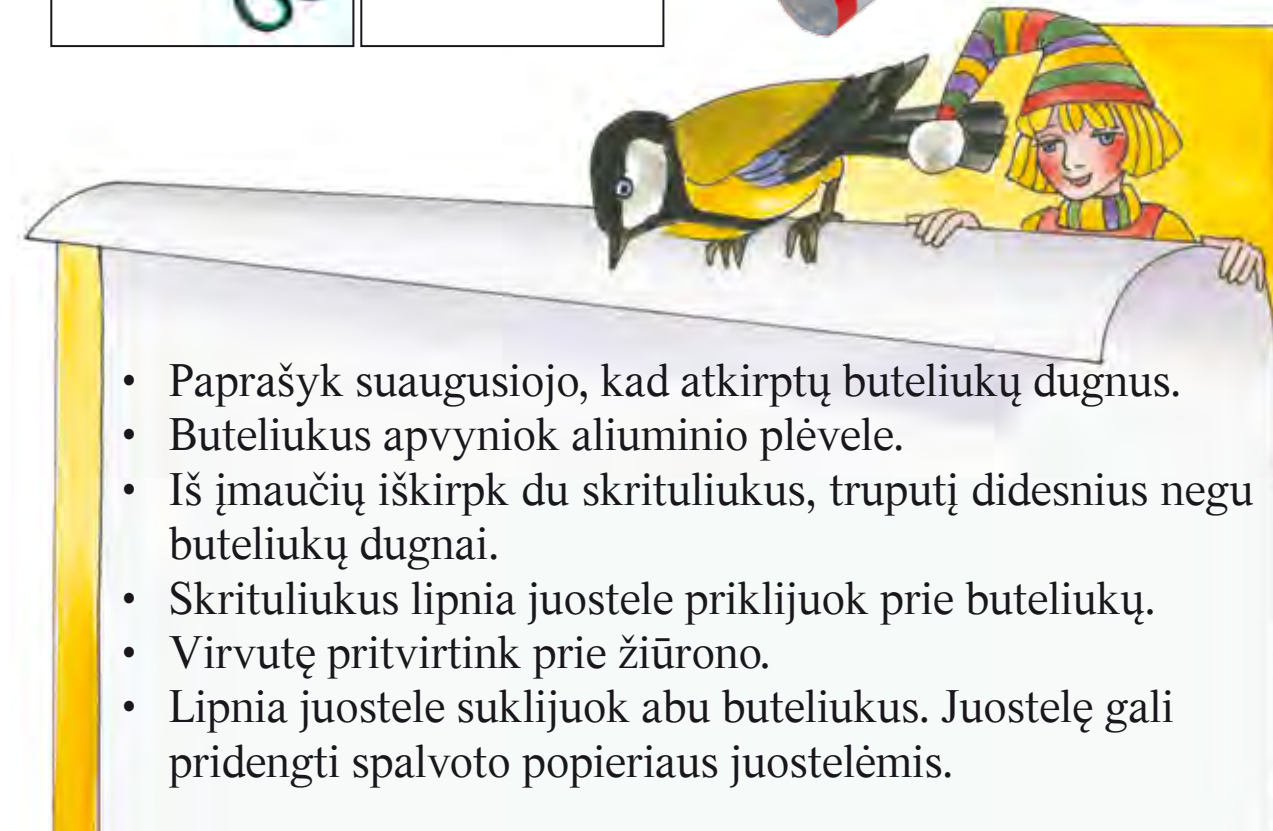 • Paprašyk suaugusiojo, kad atkirptų buteliukų dugnus.
• Buteliukus apvyniok aliuminio plėvele.
• Iš įmaučių iškirpk du skrituliukus, truputį didesnius negu
buteliukų dugnai.
• Skrituliukus lipnia juostele priklijuok prie buteliukų.
• Virvutę pritvirtink prie žiūrono.
• Lipnia juostele suklijuok abu buteliukus. Juostelę gali
pridengti spalvoto popieriaus juostelėmis.